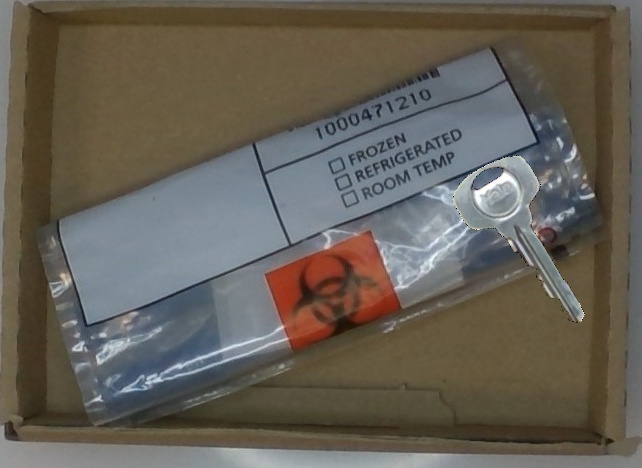 1000471210
☐ FROZEN
☐ REFRIGERATED
☐ ROOM TEMP